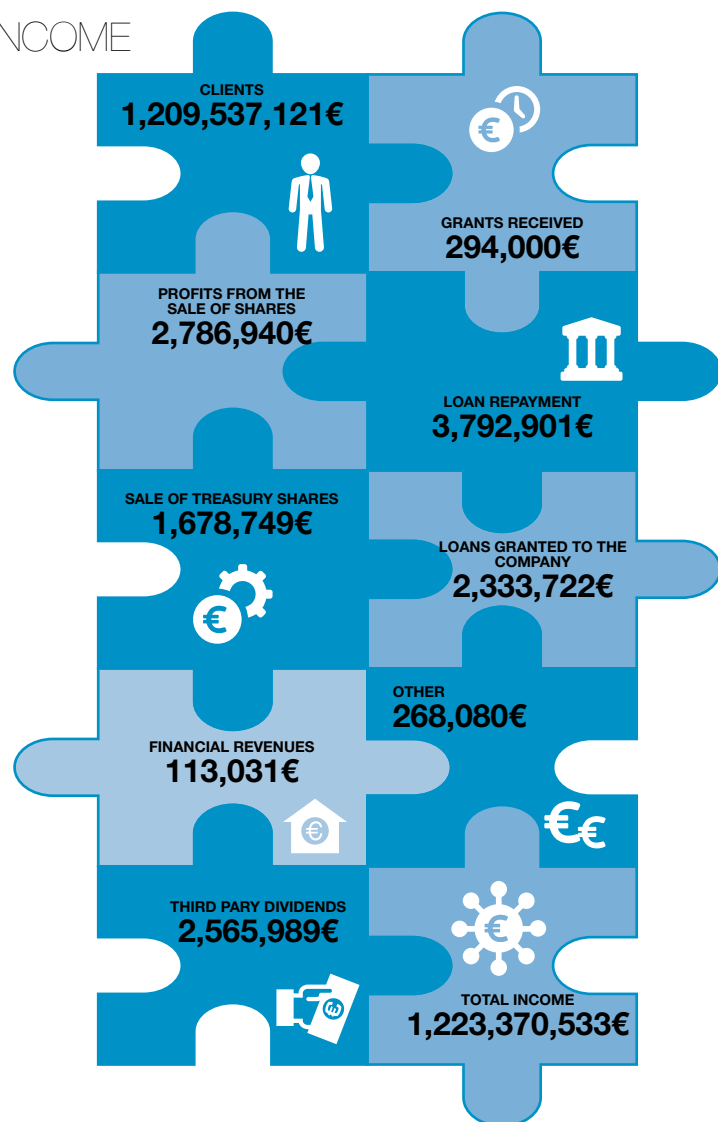 INCOME
CLIENTS
1,209,537,121€
€
GRANTS RECEIVED
294,000€
PROFITS FROM THE
SALE OF SHARES
2,786,940€
LOAN REPAYMENT
3,792,901€
SALE OF TREASURY SHARES
1,678,749€
€
LOANS GRANTED TO THE
COMPANY
2,333,722€
OTHER
268,080€
€€
FINANCIAL REVENUES
113,031€
€
THIRD PARY DIVIDENDS
2,565,989€
€
€
TOTAL INCOME
1,223,370,533€